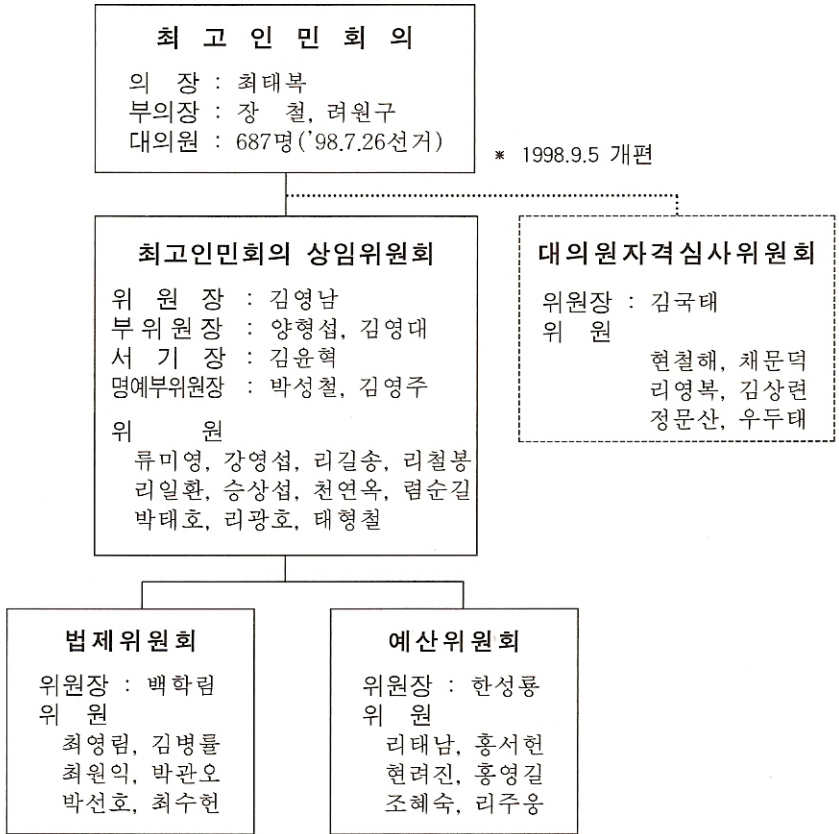 최 고 인 민 회 의
의 장 : 최태복
부의장 : 장 철, 려원구
대의원 : 687명('98.7.26선거)
* 1998.9.5 개편
최고인민회의 상임위원회
위 원 장 : 김영남
부위원장 : 양형섭, 김영대
서 기 장 : 김윤혁
명예부위원장 : 박성철, 김영주
위 원
류미영, 강영섭, 리길송, 리철봉
리일환, 승상섭, 천연옥, 렴순길
박태호, 리광호, 태형철
대의원자격심사위원회
위원장 : 김국태
위 원
현철해, 채문덕
리영복, 김상련
정문산, 우두태
법제위원회
위원장 : 백학림
위 원
최영림, 김병률
최원익, 박관오
박선호, 최수헌
예산위원회
위원장 : 한성룡
위 원
리태남, 홍서헌
현려진, 홍영길
조혜숙, 리주웅